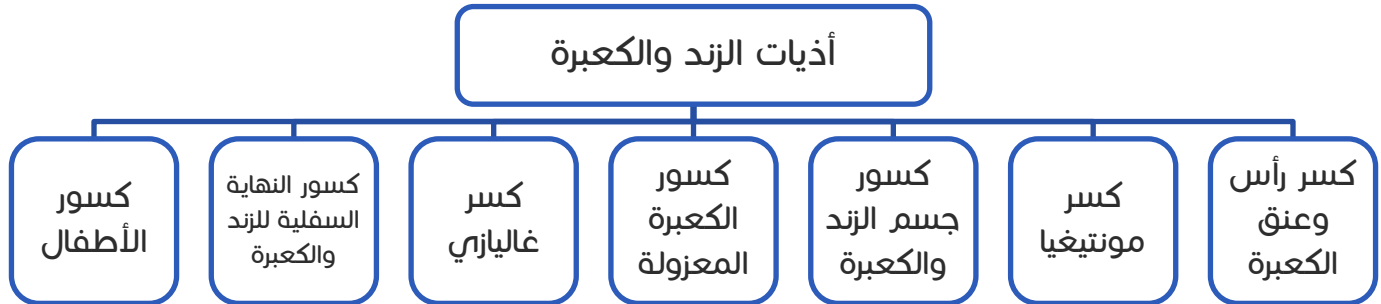 أذيات الزند والكعبرة
كسر رأس
وعنق
الكعبرة
كسر
مونتيغيا
كسور
جسم الزند
والكعبرة
كسور
الكعبرة
المعزولة
كسر
غاليازي
كسور النهاية
السفلية للزند
والكعبرة
كسور
الأطفال